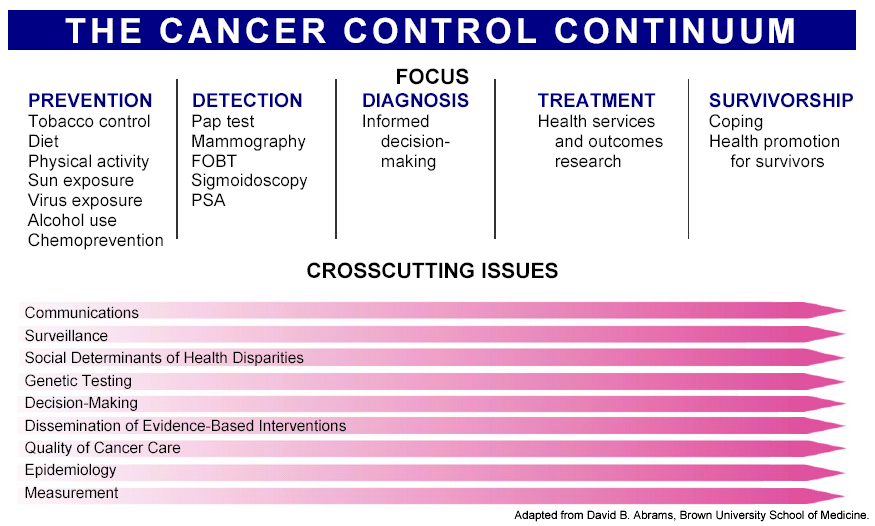 THE CANCER CONTROL CONTINUUM
FOCUS
PREVENTION
Tobacco control
Diet
Physical activity
Sun exposure
Virus exposure
Alcohol use
Chemoprevention
DETECTION
Pap test
Mammography
FOBT
Sigmoidoscopy
PSA
DIAGNOSIS
Informed
decision-
making
TREATMENT
Health services
and outcomes
research
SURVIVORSHIP
Coping
Health promotion
for survivors
CROSSCUTTING ISSUES
Communications
Surveillance
Social Determinants of Health Disparities
Genetic Testing
Decision-Making
Dissemination of Evidence-Based Interventions
Quality of Cancer Care
Epidemiology
Measurement
Adapted from David B. Abrams, Brown University School of Medicine.